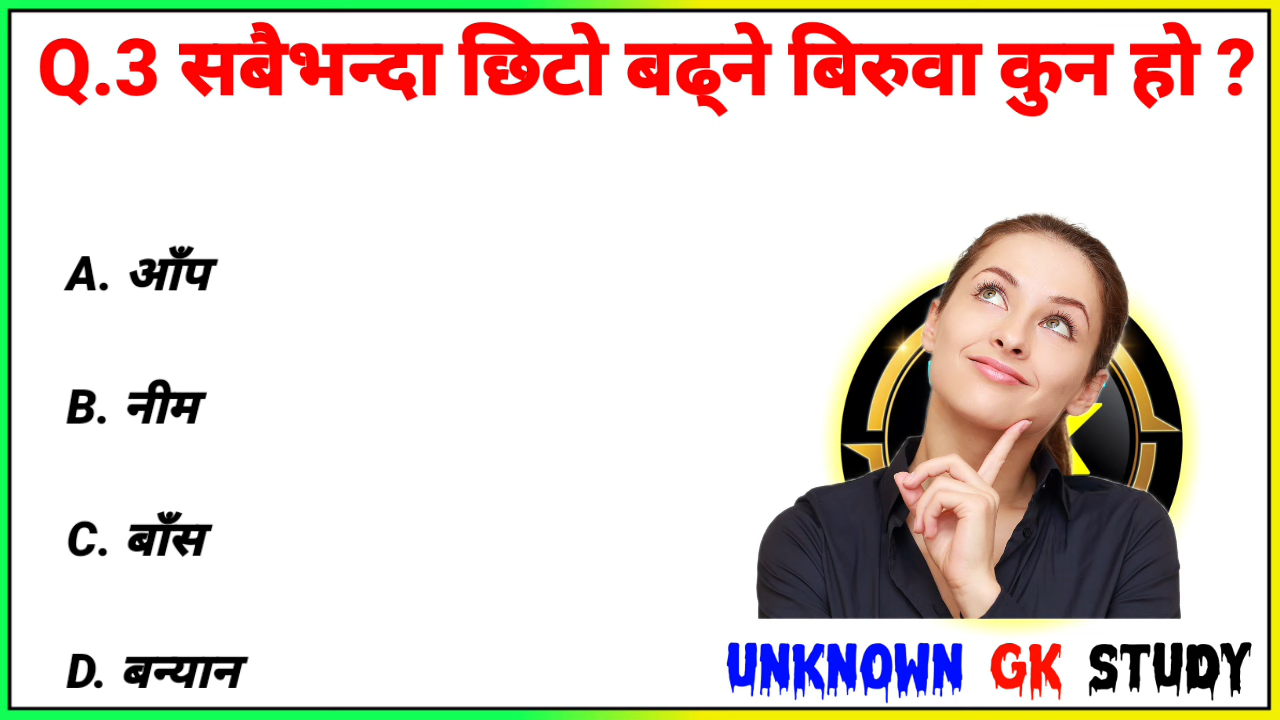 Q.3 सबैभन्दा छिटो बढ्ने बिरुवा कुन हो ?
A. आँप
B. नीम
C. बाँस
D. बन्यान
UNKNOWN GK STUDY